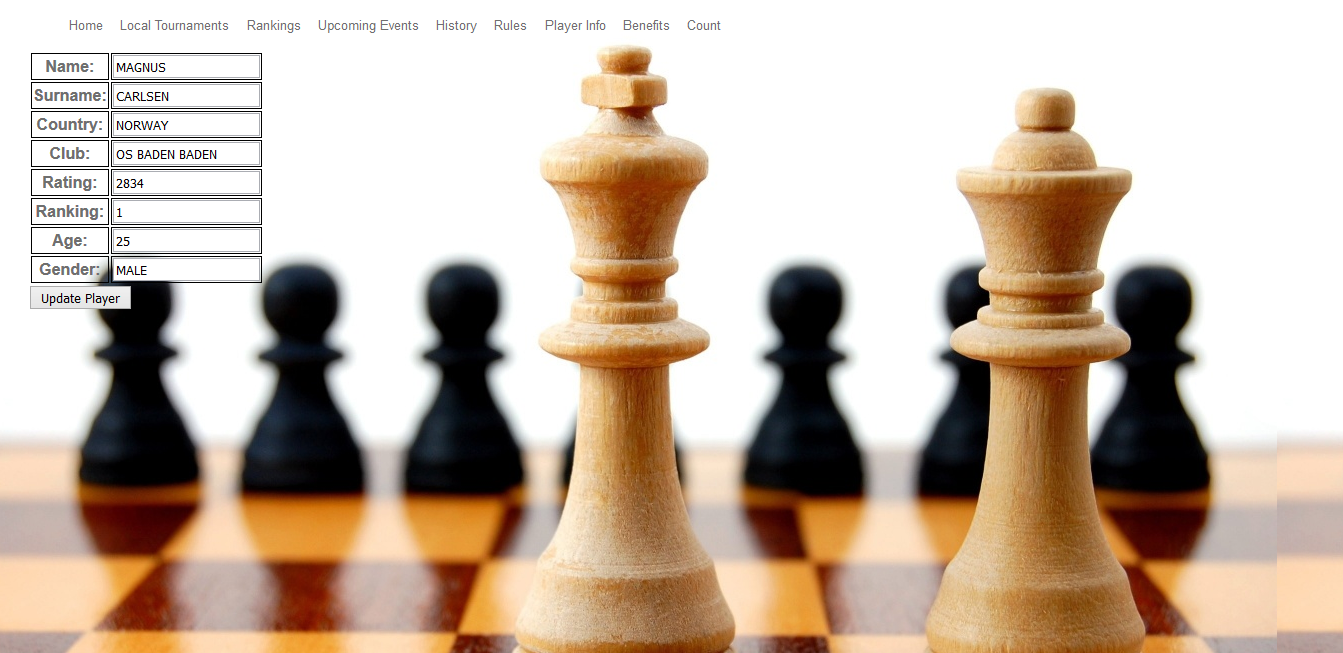 Home Local Tournaments Rankings Upcoming Events History Rules Player Info Benefits Count
Name: MAGNUS
Surname: CARLSEN
Country: NORWAY
Club: OS BADEN BADEN
Rating: 2834
Ranking: 1
Age: 25
Gender: MALE
Update Player